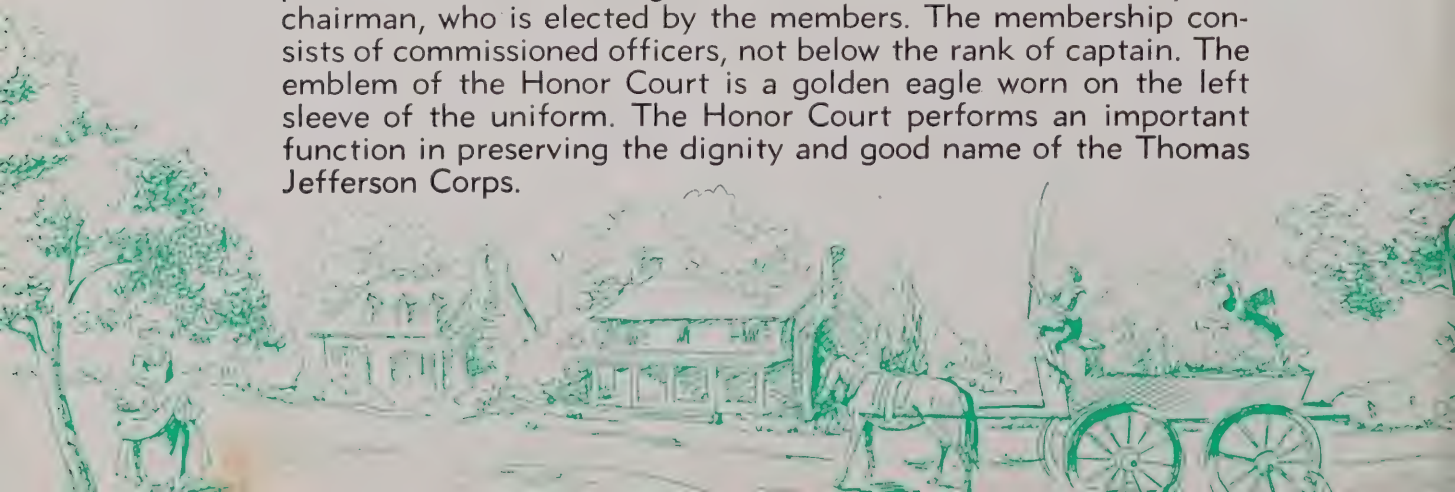 chairman, who is elected by the members. The membership con-
sists of commissioned officers, not below the rank of captain. The
emblem of the Honor Court is a golden eagle worn on the left
sleeve of the uniform. The Honor Court performs an important
function in preserving the dignity and good name of the Thomas
Jefferson Corps.